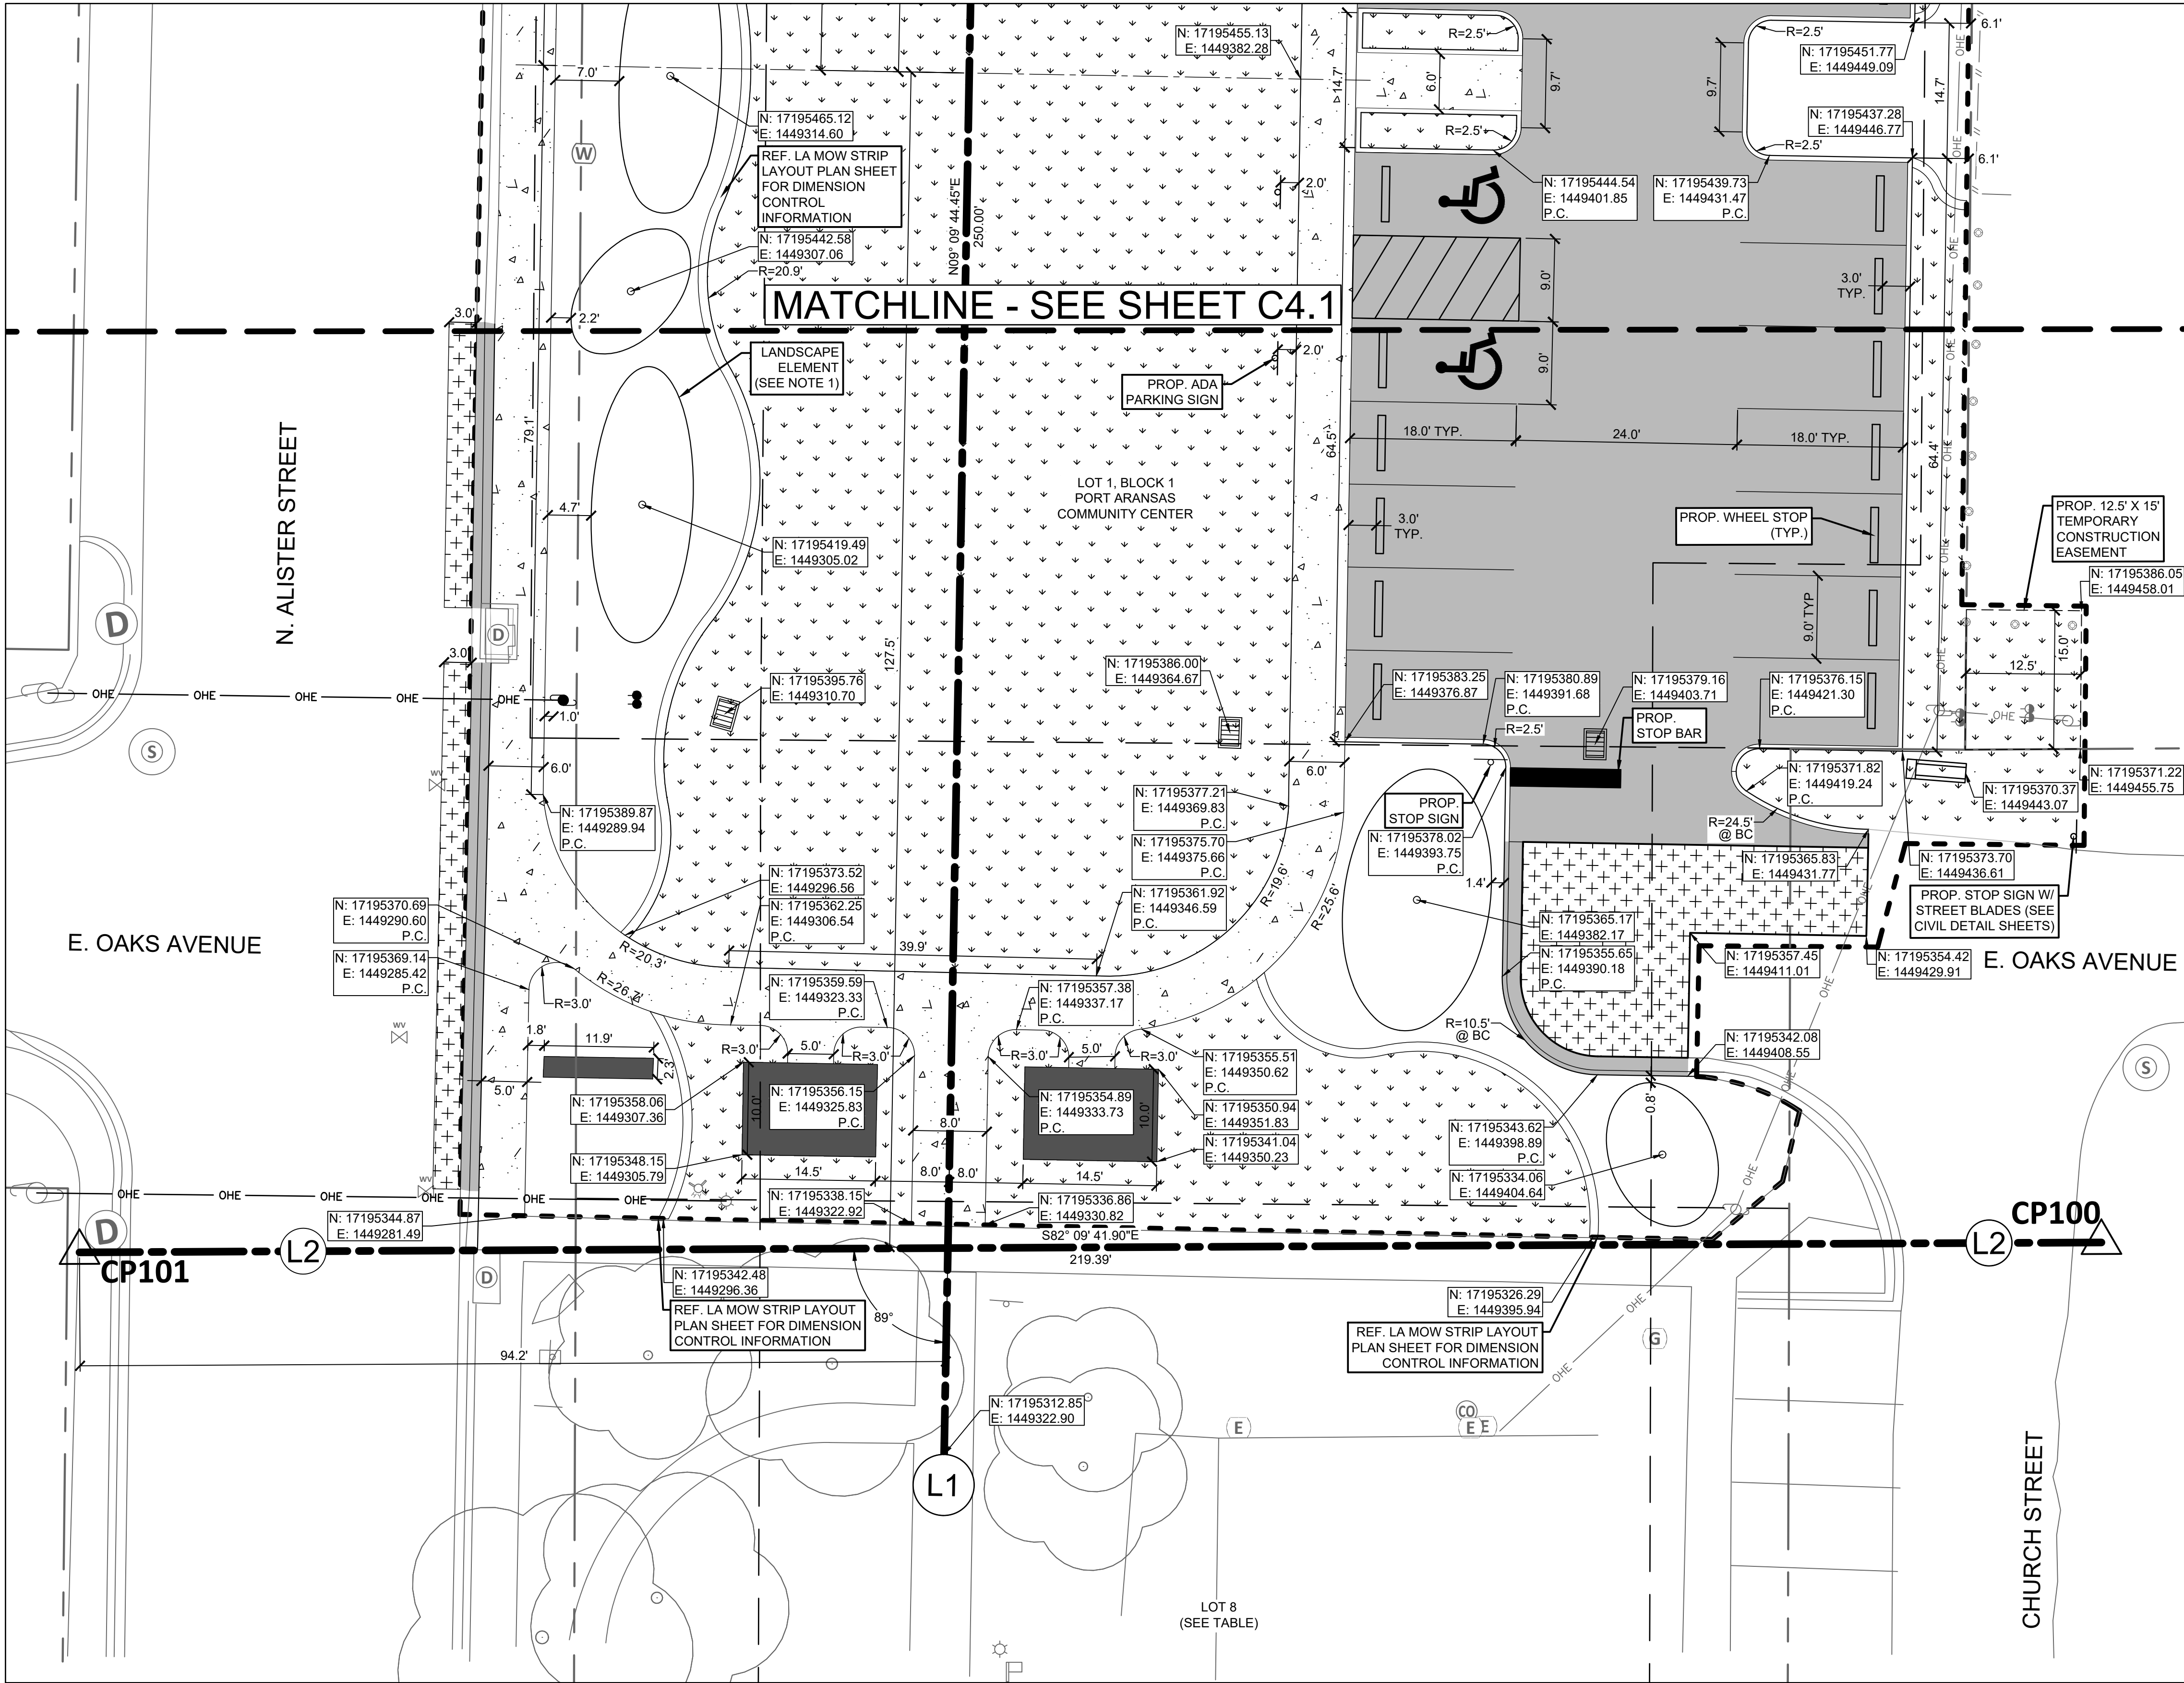 N: 17195455.13
E: 1449382.28
R=2.5'
R=2.5'
6.1'
N: 17195451.77
E: 1449449.09
OHE
7.0'
14.7'
6.0'
9.7'
9.7'
14.7'
N: 17195465.12
E: 1449314.60
N: 17195437.28
E: 1449446.77
R=2.5'
R=2.5'
6.1'
OHE
W
REF. LA MOW STRIP
LAYOUT PLAN SHEET
FOR DIMENSION
CONTROL
INFORMATION
N09° 09' 44.45"E
250.00'
2.0'
N: 17195444.54
E: 1449401.85
P.C.
N: 17195439.73
E: 1449431.47
P.C.
N: 17195442.58
E: 1449307.06
R=20.9'
OHE
OHE
9.0'
3.0'
TYP.
MATCHLINE - SEE SHEET C4.1
3.0'
2.2'
LANDSCAPE
ELEMENT
(SEE NOTE 1)
2.0'
PROP. ADA
PARKING SIGN
9.0'
OHE
79.1'
64.5'
18.0' TYP.
24.0'
18.0' TYP.
64.4'
OHE
N. ALISTER STREET
LOT 1, BLOCK 1
PORT ARANSAS
COMMUNITY CENTER
4.7'
3.0'
TYP.
PROP. WHEEL STOP
(TYP.)
PROP. 12.5' X 15'
TEMPORARY
CONSTRUCTION
EASEMENT
N: 17195419.49
E: 1449305.02
OHE
N: 17195386.05
E: 1449458.01
D
D
9.0' TYP
15.0'
12.5'
3.0'
127.5'
OHE
N: 17195386.00
E: 1449364.67
N: 17195395.76
E: 1449310.70
N: 17195383.25
E: 1449376.87
N: 17195380.89
E: 1449391.68
P.C.
N: 17195379.16
E: 1449403.71
N: 17195376.15
E: 1449421.30
P.C.
OHE
OHE
OHE
OHE
OHE
1.0'
R=2.5'
PROP.
STOP BAR
OHE
S
6.0'
6.0'
WV
N: 17195371.82
E: 1449419.24
P.C.
N: 17195371.22
E: 1449455.75
N: 17195370.37
E: 1449443.07
N: 17195377.21
E: 1449369.83
P.C.
PROP.
STOP SIGN
N: 17195389.87
E: 1449289.94
P.C.
R=24.5'
@ BC
N: 17195375.70
E: 1449375.66
P.C.
N: 17195378.02
E: 1449393.75
P.C.
N: 17195365.83
E: 1449431.77
N: 17195373.70
E: 1449436.61
1.4'
N: 17195373.52
E: 1449296.56
N: 17195362.25
E: 1449306.54
P.C.
N: 17195361.92
E: 1449346.59
P.C.
R=19.6'
R=25.6'
OHE
PROP. STOP SIGN W/
STREET BLADES (SEE
CIVIL DETAIL SHEETS)
N: 17195370.69
E: 1449290.60
P.C.
N: 17195365.17
E: 1449382.17
E. OAKS AVENUE
R=20.3'
39.9'
N: 17195355.65
E: 1449390.18
P.C.
N: 17195357.45
E: 1449411.01
N: 17195354.42
E: 1449429.91
E. OAKS AVENUE
N: 17195369.14
E: 1449285.42
P.C.
R=26.7'
R=3.0'
N: 17195359.59
E: 1449323.33
P.C.
N: 17195357.38
E: 1449337.17
P.C.
OHE
WV
1.8'
11.9'
R=10.5'
@ BC
N: 17195342.08
E: 1449408.55
R=3.0'
5.0'
R=3.0'
R=3.0'
5.0'
R=3.0'
2.3'
5.0'
N: 17195355.51
E: 1449350.62
P.C.
S
OHE
N: 17195358.06
E: 1449307.36
10.0'
N: 17195356.15
E: 1449325.83
P.C.
N: 17195354.89
E: 1449333.73
P.C.
10.0'
N: 17195350.94
E: 1449351.83
0.8'
8.0'
N: 17195343.62
E: 1449398.89
P.C.
N: 17195341.04
E: 1449350.23
N: 17195348.15
E: 1449305.79
14.5'
8.0'
8.0'
14.5'
N: 17195334.06
E: 1449404.64
OHE
WV
OHE
OHE
OHE
OHE
OHE
OHE
N: 17195338.15
E: 1449322.92
N: 17195336.86
E: 1449330.82
N: 17195344.87
E: 1449281.49
D
S82° 09' 41.90"E
219.39'
CP100
L2
L2
CP101
D
N: 17195342.48
E: 1449296.36
REF. LA MOW STRIP LAYOUT
PLAN SHEET FOR DIMENSION
CONTROL INFORMATION
89°
N: 17195326.29
E: 1449395.94
OHE
REF. LA MOW STRIP LAYOUT
PLAN SHEET FOR DIMENSION
CONTROL INFORMATION
G
94.2'
OHE
N: 17195312.85
E: 1449322.90
CO
E
E
E
L1
CHURCH STREET
LOT 8
(SEE TABLE)